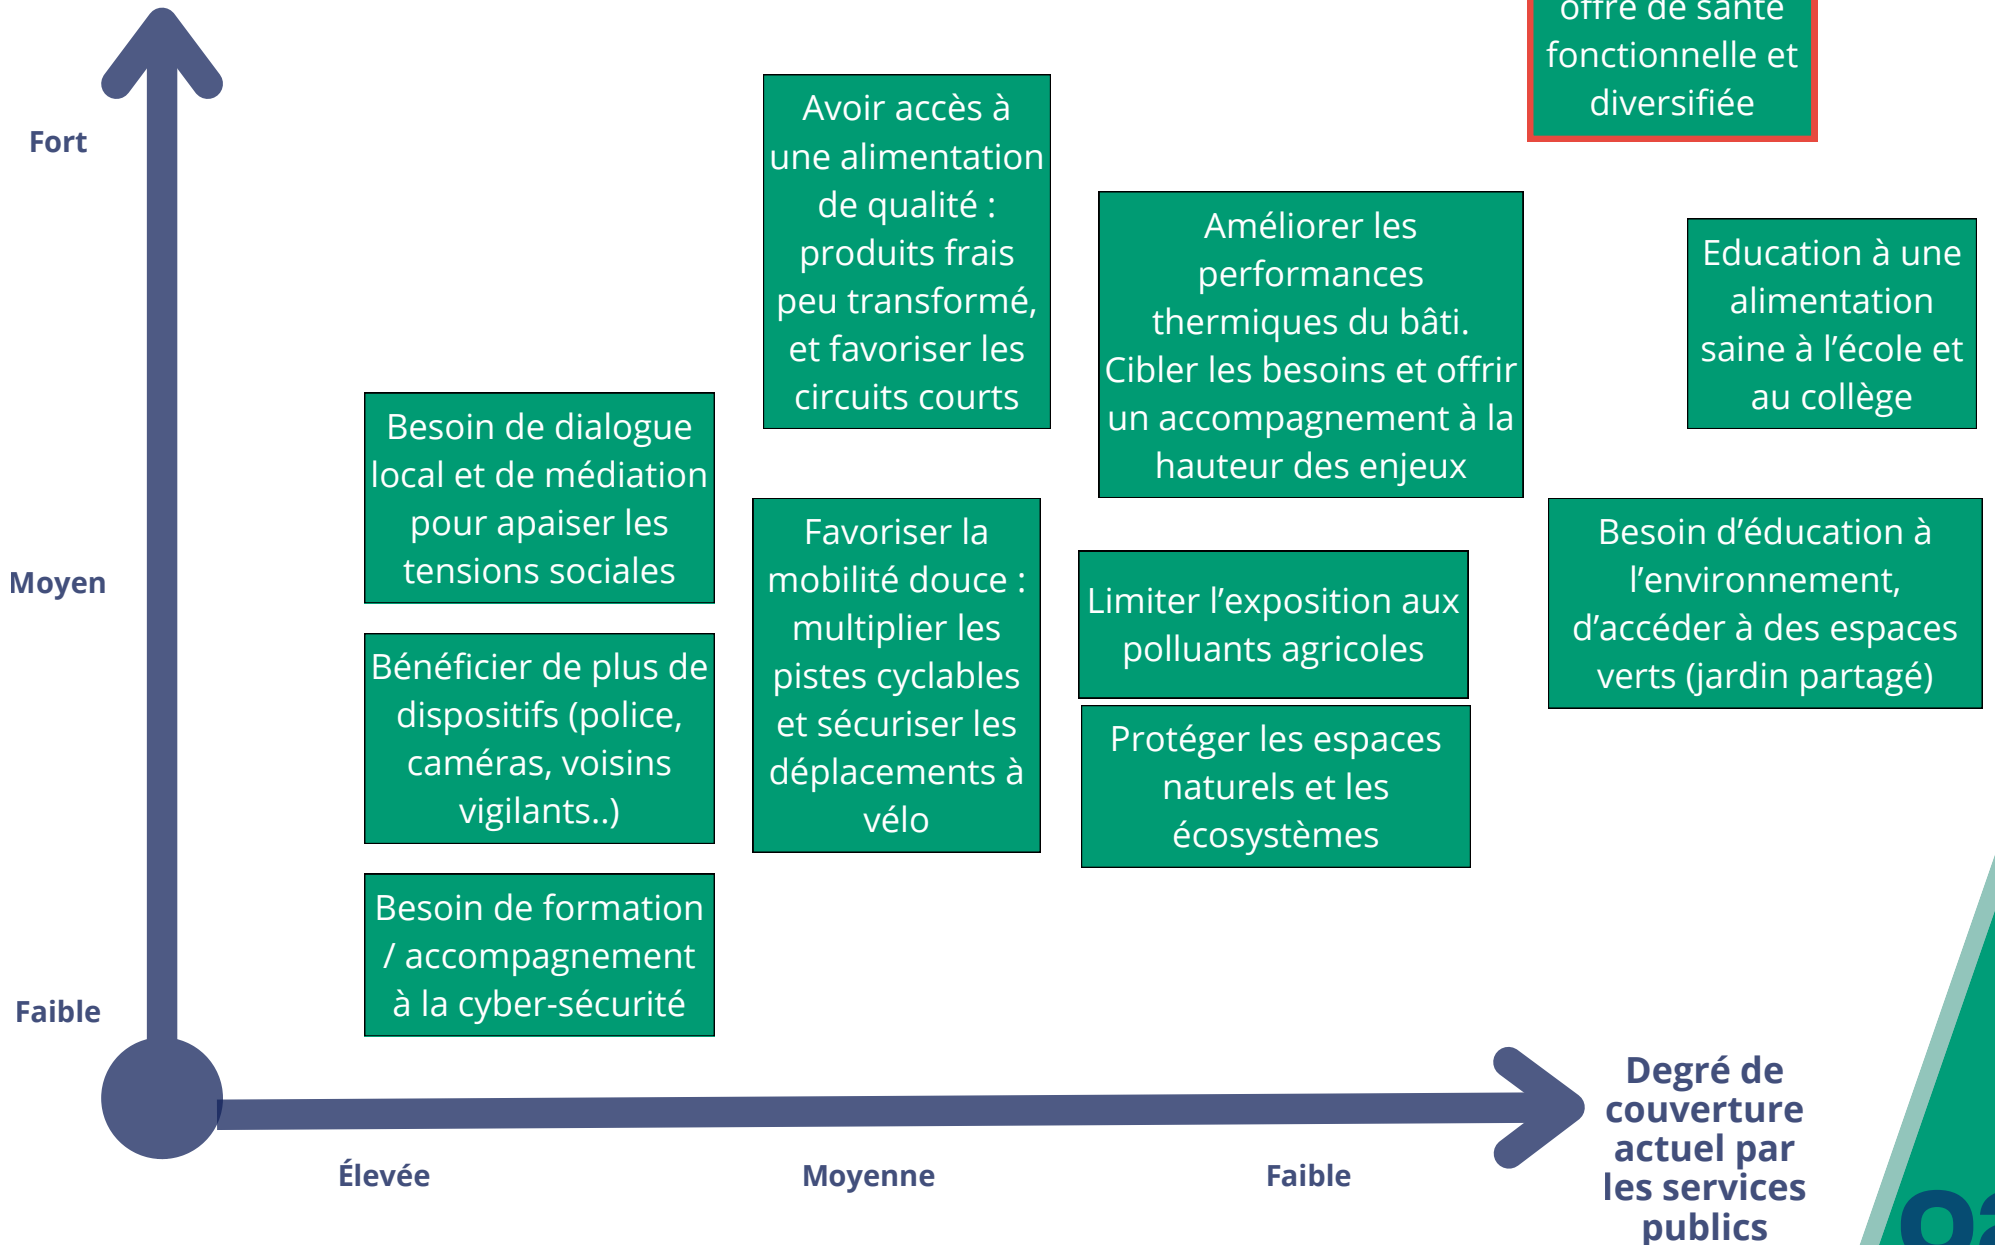 offre de santé
fonctionnelle et
diversifiée
Fort
Avoir accès à
une alimentation
de qualité :
produits frais
peu transformé,
et favoriser les
circuits courts
Améliorer les
performances
thermiques du bâti.
Cibler les besoins et offrir
un accompagnement à la
hauteur des enjeux
Education à une
alimentation
saine à l’école et
au collège
Besoin de dialogue
local et de médiation
pour apaiser les
tensions sociales
Moyen
Favoriser la
mobilité douce :
multiplier les
pistes cyclables
et sécuriser les
déplacements à
vélo
Limiter l’exposition aux
polluants agricoles
Besoin d’éducation à
l’environnement,
d’accéder à des espaces
verts (jardin partagé)
Bénéficier de plus de
dispositifs (police,
caméras, voisins
vigilants..)
Protéger les espaces
naturels et les
écosystèmes
Besoin de formation
/ accompagnement
à la cyber-sécurité
Faible
Élevée
Moyenne
Faible
Degré de
couverture
actuel par
les services
publics